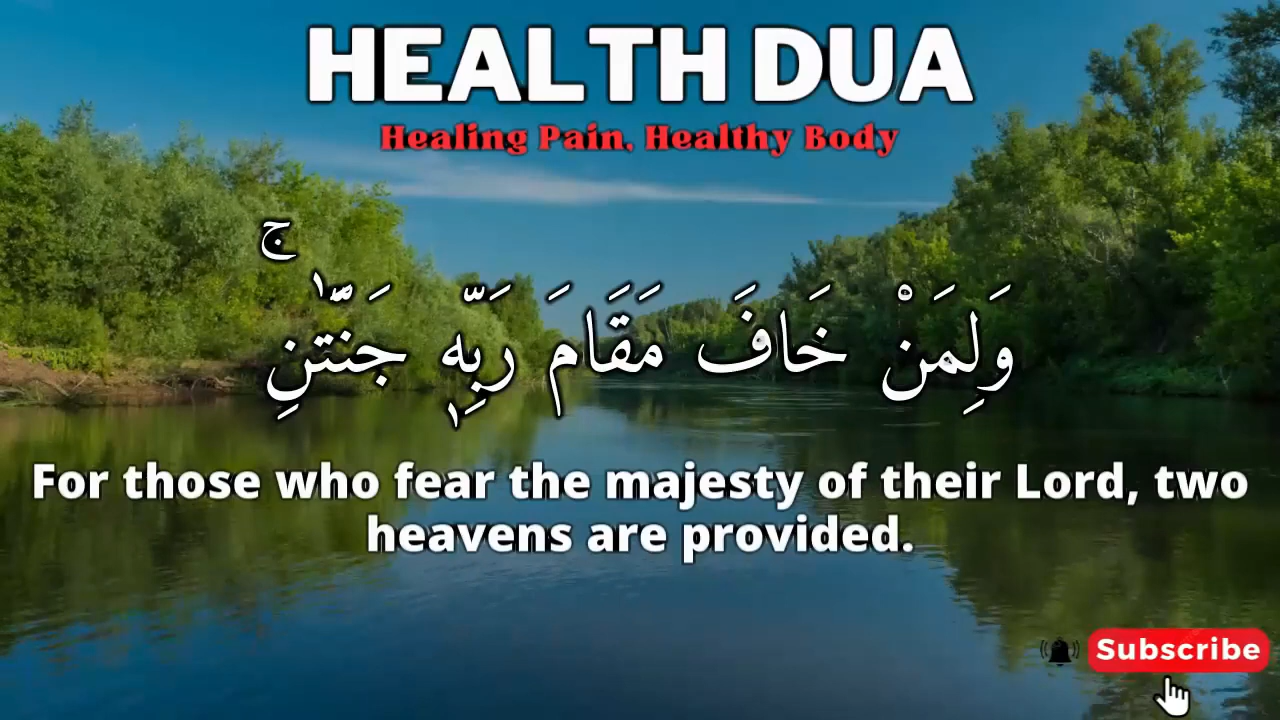 HEALTH DUA
Healing Pain, Healthy Body
وَلِمَنْ خَافَ مَقَامَ رَبِّهٖ جَنَّتٰنِۚ
For those who fear the majesty of their Lord, two
heavens are provided.
Subscribe